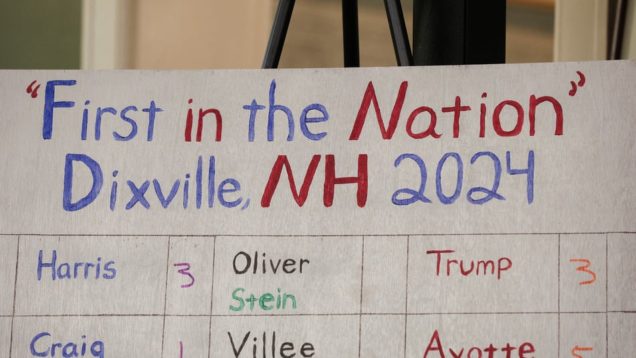 "First in the Nation"
Dixville, NH 2024
Harris 3 Oliver Trump 3
Stein
Craig 1 Villee Ayotte 5